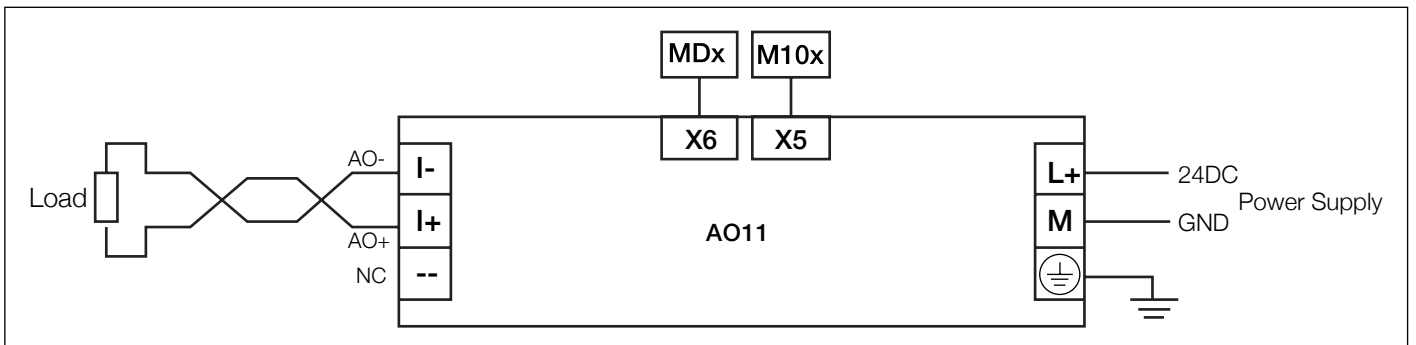 MDx M10x
X6 X5
AO- I- L+ 24DC
Load Power Supply
I+ AO11 M GND
AO+
NC --